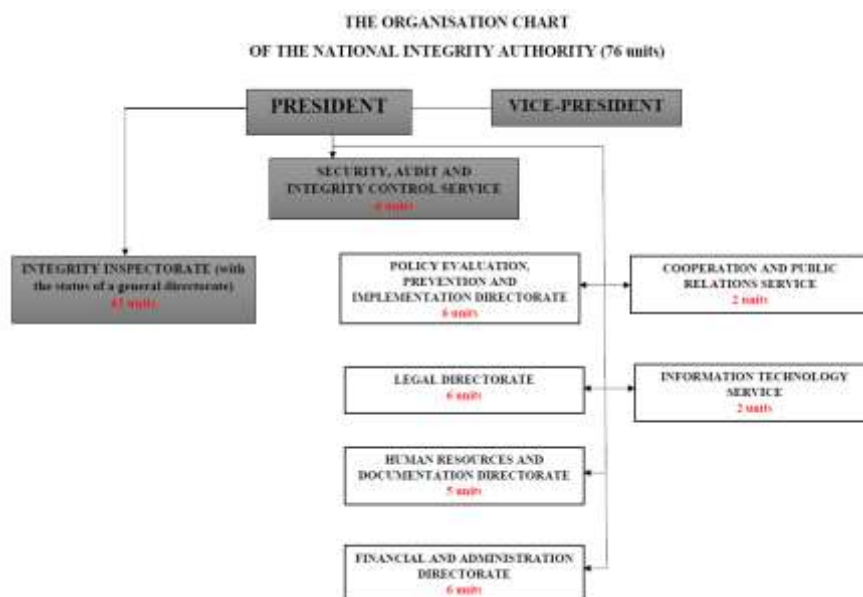 THE ORGANISATION CHART
OF THE NATIONAL INTEGRITY AUTHORITY (76 units)
PRESIDENT
VICE-PRESIDENT
SECURITY, AUDIT AND
INTEGRITY CONTROL SERVICE
units
INTEGRITY INSPECTORATE (with
the status of a general directorate)
units
POLICY EVALUATION,
PREVENTION AND
IMPLEMENTATION DIRECTORATE
6 units
COOPERATION AND PUBLIC
RELATIONS SERVICE
2 units
LEGAL DIRECTORATE
6 units
INFORMATION TECHNOLOGY
SERVICE
2 units
HUMAN RESOURCES AND
DOCUMENTATION DIRECTORATE
5 units
FINANCIAL AND ADMINISTRATION
DIRECTORATE
6 units